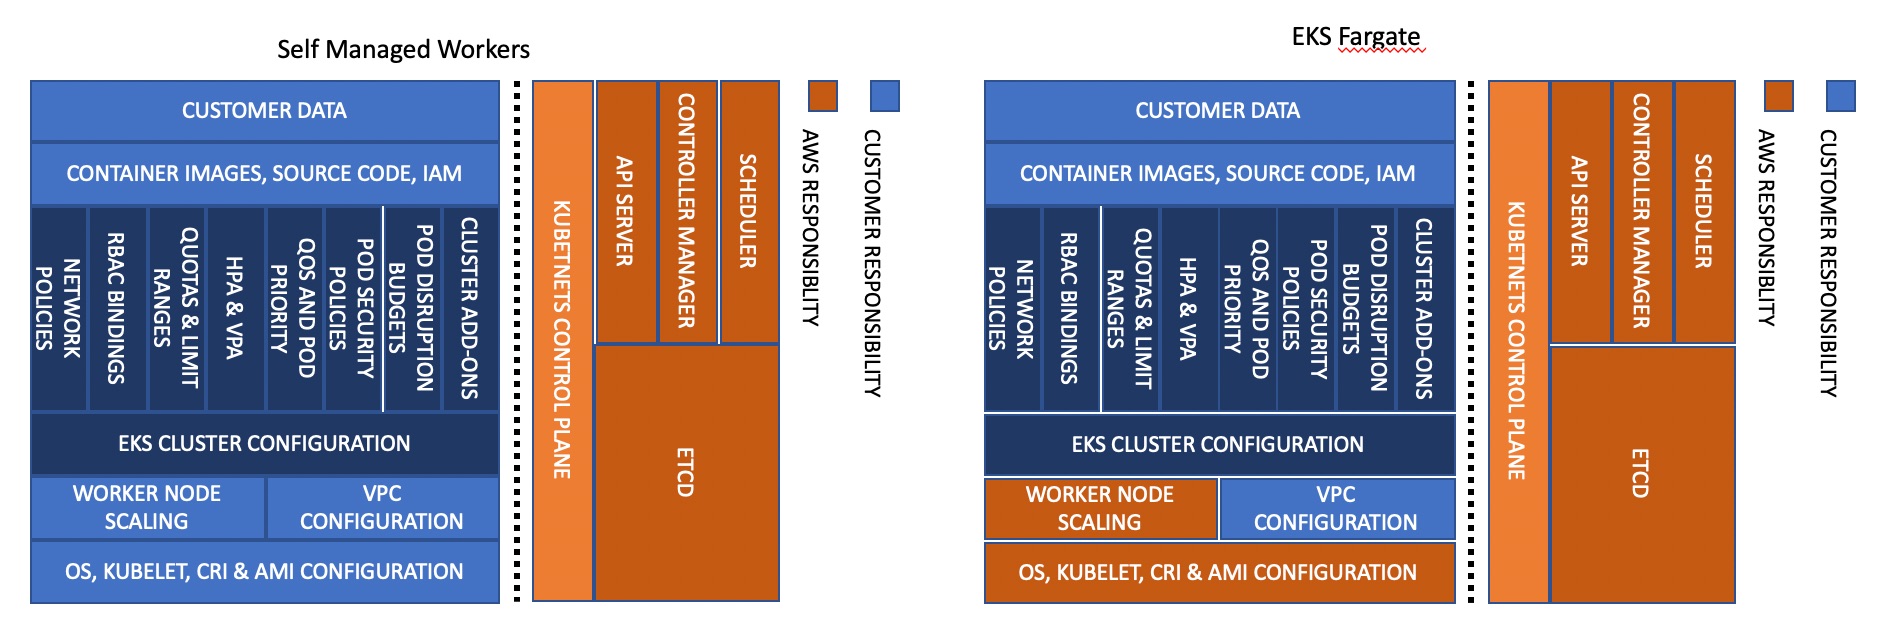 Self Managed Workers
CUSTOMER DATA
CONTAINER IMAGES, SOURCE CODE, IAM
NETWORK
POLICIES
RBAC BINDINGS
QUOTAS & LIMIT
RANGES
HPA & VPA
QOS AND POD
PRIORITY
POD SECURITY
POLICIES
POD DISRUPTION
BUDGETS
CLUSTER ADD-ONS
EKS CLUSTER CONFIGURATION
WORKER NODE
SCALING
VPC
CONFIGURATION
OS, KUBELET, CRI & AMI CONFIGURATION
KUBETNETS CONTROL PLANE
API SERVER
CONTROLLER MANAGER
SCHEDULER
ETCD
AWS RESPONSIBLITY
CUSTOMER RESPONSIBILITY
EKS Fargate
CUSTOMER DATA
CONTAINER IMAGES, SOURCE CODE, IAM
NETWORK
POLICIES
RBAC BINDINGS
QUOTAS & LIMIT
RANGES
HPA & VPA
QOS AND POD
PRIORITY
POD SECURITY
POLICIES
POD DISRUPTION
BUDGETS
CLUSTER ADD-ONS
EKS CLUSTER CONFIGURATION
WORKER NODE
SCALING
VPC
CONFIGURATION
OS, KUBELET, CRI & AMI CONFIGURATION
KUBETNETS CONTROL PLANE
API SERVER
CONTROLLER MANAGER
SCHEDULER
ETCD
AWS RESPONSIBLITY
CUSTOMER RESPONSIBILITY